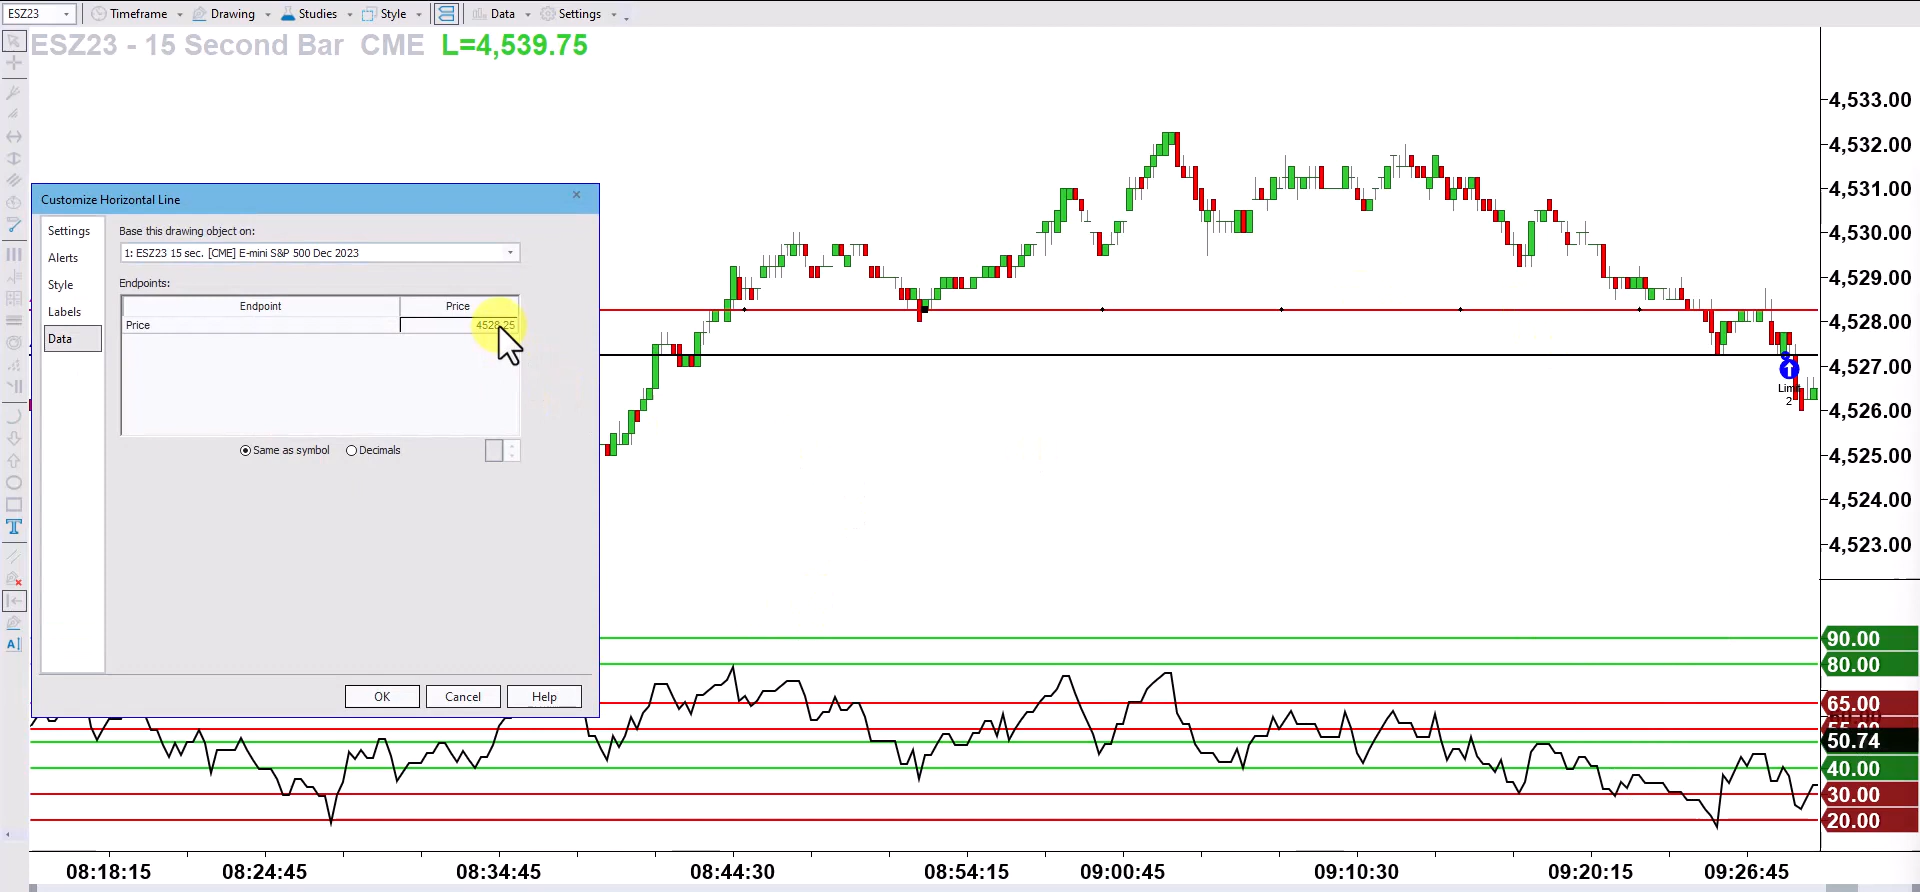 ESZ23 Timeframe Drawing Studies Style Data Settings
ESZ23 - 15 Second Bar CME L=4,539.75
4,533.00
4,532.00
4,531.00
4,530.00
4,529.00
4,528.00
4,527.00
4,526.00
4,525.00
4,524.00
4,523.00
Customize Horizontal Line
Settings
Alerts
Style
Labels
Data
Base this drawing object on:
1: ESZ23 15 sec. [CME] E-mini S&P 500 Dec 2023
Endpoints:
Endpoint Price
Price 4528.25
Same as symbol Decimals
OK Cancel Help
2
90.00
80.00
65.00
50.74
40.00
30.00
20.00
08:18:15 08:24:45 08:34:45 08:44:30 08:54:15 09:00:45 09:10:30 09:20:15 09:26:45